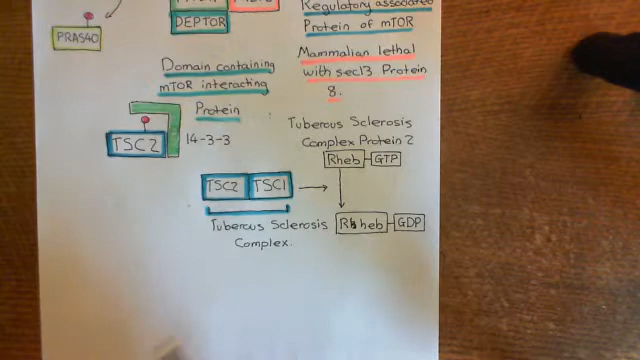 Regulatory associated
Protein of mTOR
PRAS40
DEPTOR
Mammalian lethal
with sec13 Protein
8.
Domain containing
mTOR interacting
Protein
TSC2
14-3-3
Tuberous Sclerosis
Complex Protein 2
Rheb GTP
TSC2 TSC1
Rheb GDP
Tuberous Sclerosis
Complex.